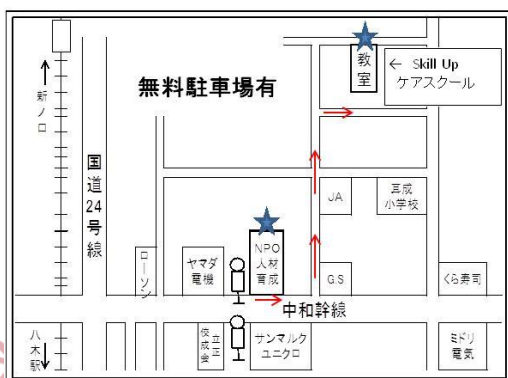 教
室
← Skill Up
ケアスクール
無料駐車場有
↑
新ノ口
国道24号線
JA
耳成
小学校
NPO
人材
育成
ローソン
ヤマダ
電機
G.S
くら寿司
中和幹線
八木駅
↓
立正
佼成会
サンマルク
ユニクロ
ミドリ
電気